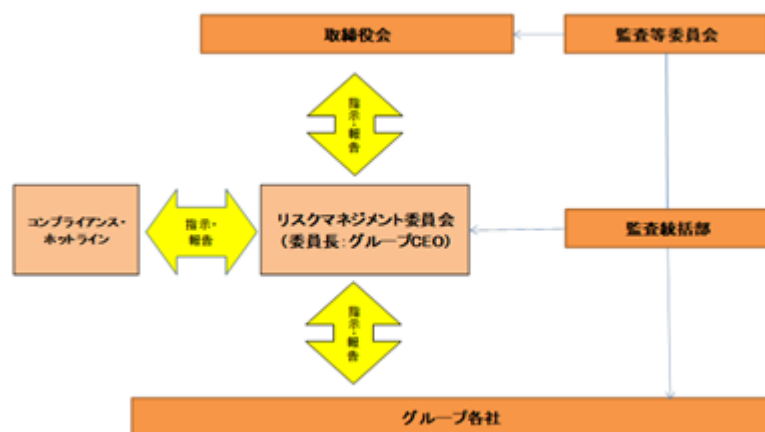 取締役会
監査等委員会
指示・報告
コンプライアンス・
ホットライン
指示・
報告
リスクマネジメント委員会
(委員長:グループCEO)
監査統括部
指示・報告
グループ各社